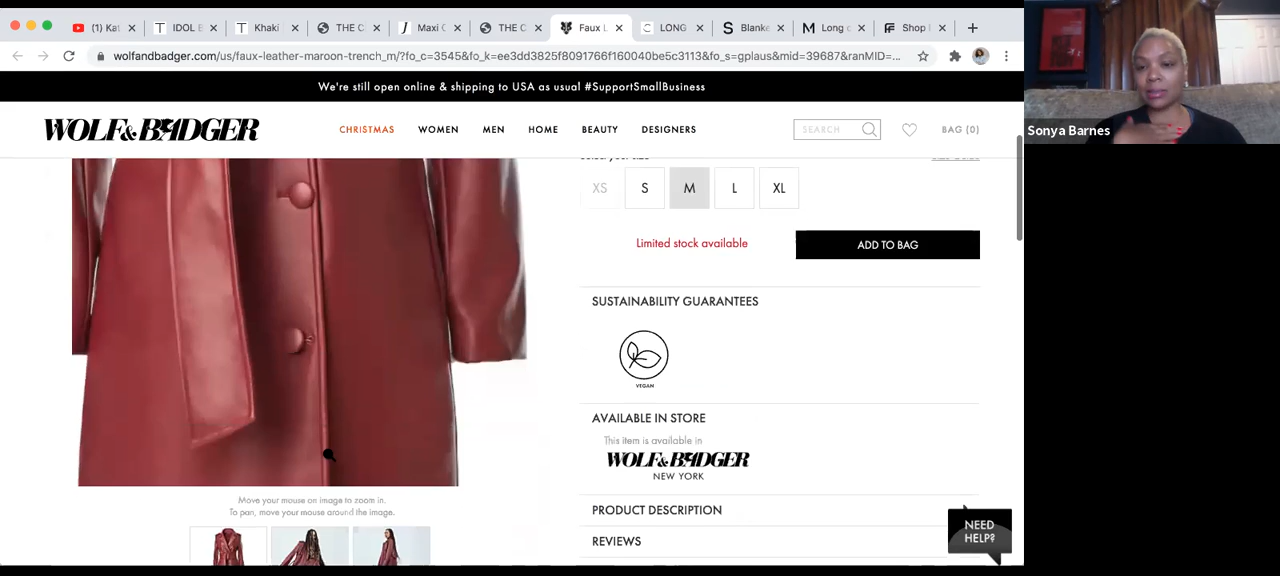 (1) Kat
IDOL B
Khaki
THE C
Maxi C
THE C
Faux L
LONG
Blanke
Long c
Shop
wolfandbadger.com/us/faux-leather-maroon-trench_m/?fo_c=3545&fo_k=ee3dd3825f8091766f160040be5c3113&fo_s=gplaus&mid=39687&ranMID=...
We're still open online & shipping to USA as usual #SupportSmallBusiness
WOLF&BADGER
CHRISTMAS WOMEN MEN HOME BEAUTY DESIGNERS
SEARCH
BAG (0)
Sonya Barnes
XS S M L XL
Limited stock available
ADD TO BAG
SUSTAINABILITY GUARANTEES
VEGAN
AVAILABLE IN STORE
This item is available in
WOLF&BADGER
NEW YORK
Move your mouse on image to zoom in.
To pan, move your mouse around the image.
PRODUCT DESCRIPTION
NEED
HELP?
REVIEWS